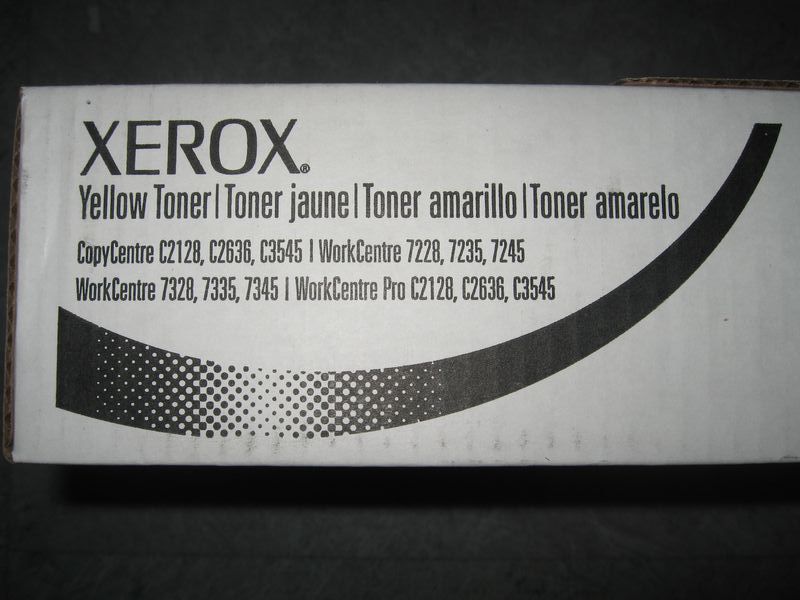 XEROX®
Yellow Toner | Toner jaune | Toner amarillo | Toner amarelo
CopyCentre C2128, C2636, C3545 | WorkCentre 7228, 7235, 7245
WorkCentre 7328, 7335, 7345 | WorkCentre Pro C2128, C2636, C3545